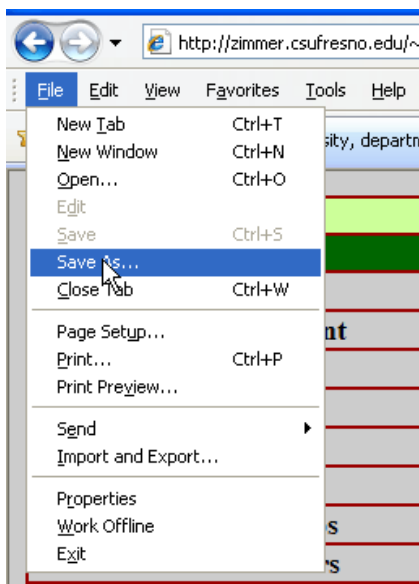 http://zimmer.csufresno.edu/~
File Edit View Favorites Tools Help
New Tab Ctrl+T
New Window Ctrl+N
Open... Ctrl+O
Edit
Save Ctrl+S
Save As...
Close Tab Ctrl+W
Page Setup...
Print... Ctrl+P
Print Preview...
Send
Import and Export...
Properties
Work Offline
Exit
sity, departm
nt
s
rs